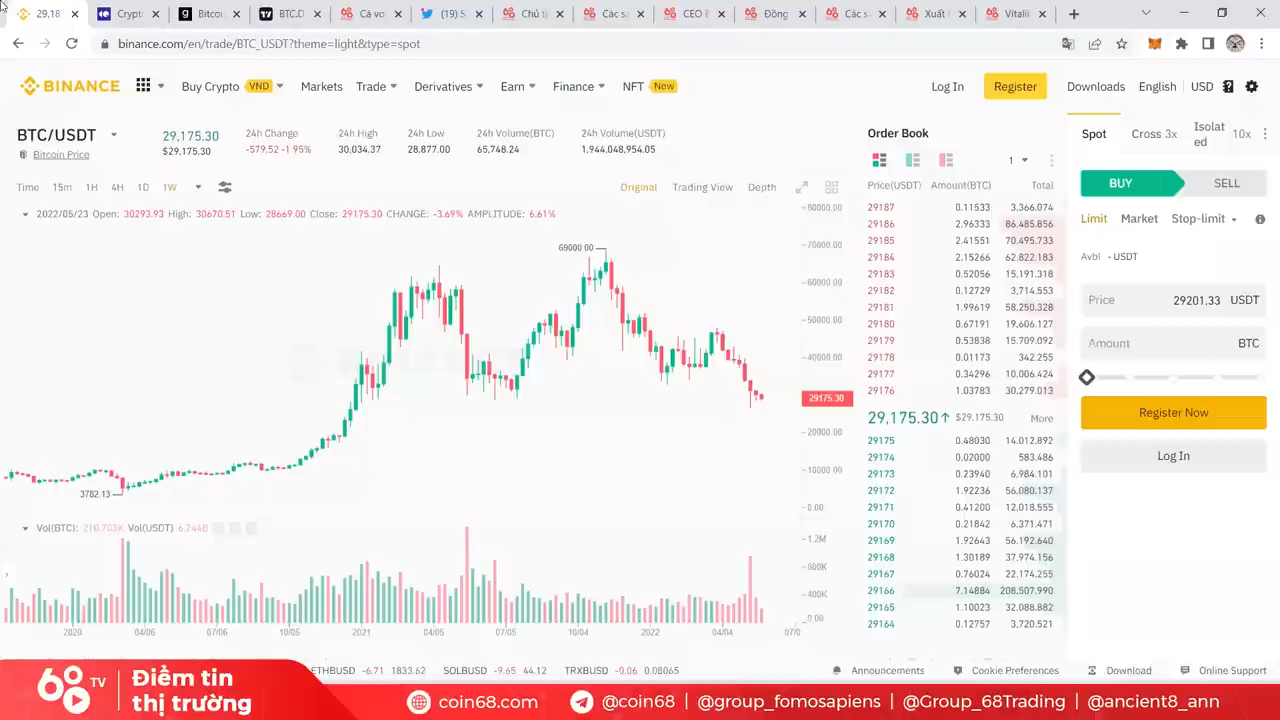 29,18
Crypt
Bitcoi
BTC.D
Cá vo
(19) S
Chủ tị
Các sà
CEO B
Đồng
Các sà
Xuất I
Vitalik
binance.com/en/trade/BTC_USDT?theme=light&type=spot
BINANCE
Buy Crypto VND Markets Trade Derivatives Earn Finance NFT New
Log In Register Downloads English USD
BTC/USDT
Bitcoin Price
29,175.30
$29,175.30
24h Change
-579.52 -1.95%
24h High
30,034.37
24h Low
28,877.00
24h Volume(BTC)
65,748.24
24h Volume(USDT)
1,944,048,954.05
Time 15m 1H 4H 1D 1W
Original Trading View Depth
2022/05/23 Open: 30293.93 High: 30670.51 Low: 28669.00 Close: 29175.30 CHANGE: -3.69% AMPLITUDE: 6.61%
80000.00
70000.00
69000.00
60000.00
50000.00
40000.00
29175.30
20000.00
10000.00
3782.13
0.00
Vol(BTC): 210.703K Vol(USDT) 6.244B
1.2M
800K
400K
0.00
2020 04/06 07/06 10/05 2021 04/05 07/05 10/04 2022 04/04 07/0
Order Book
1
Price(USDT) Amount(BTC) Total
29187 0.11533 3,366.074
29186 2.96333 86,485.856
29185 2.41551 70,495.733
29184 2.15266 62,822.183
29183 0.52056 15,191.318
29182 0.12729 3,714.553
29181 1.99619 58,250.328
29180 0.67191 19,606.127
29179 0.53838 15,709.092
29178 0.01173 342.255
29177 0.34296 10,006.424
29176 1.03783 30,279.013
29,175.30↑ $29,175.30 More
29175 0.48030 14,012.892
29174 0.02000 583.486
29173 0.23940 6,984.101
29172 1.92236 56,080.137
29171 0.41200 12,018.555
29170 0.21842 6,371.471
29169 1.92643 56,192.640
29168 1.30189 37,974.156
29167 0.76024 22,174.255
29166 7.14884 208,507.990
29165 1.10023 32,088.882
29164 0.12757 3,720.521
Spot Cross 3x Isolat
ed 10x
BUY SELL
Limit Market Stop-limit
Avbl - USDT
Price 29201,33 USDT
Amount BTC
Register Now
Log In
ETHBUSD -6.71 1833.62 SOLBUSD -9.65 44.12 TRXBUSD -0.06 0.08065
Announcements Cookie Preferences Download Online Support
68 TV
Điểm tin
thị trường
coin68.com | @coin68 | @group_fomosapiens | @Group_68Trading | @ancient8_ann